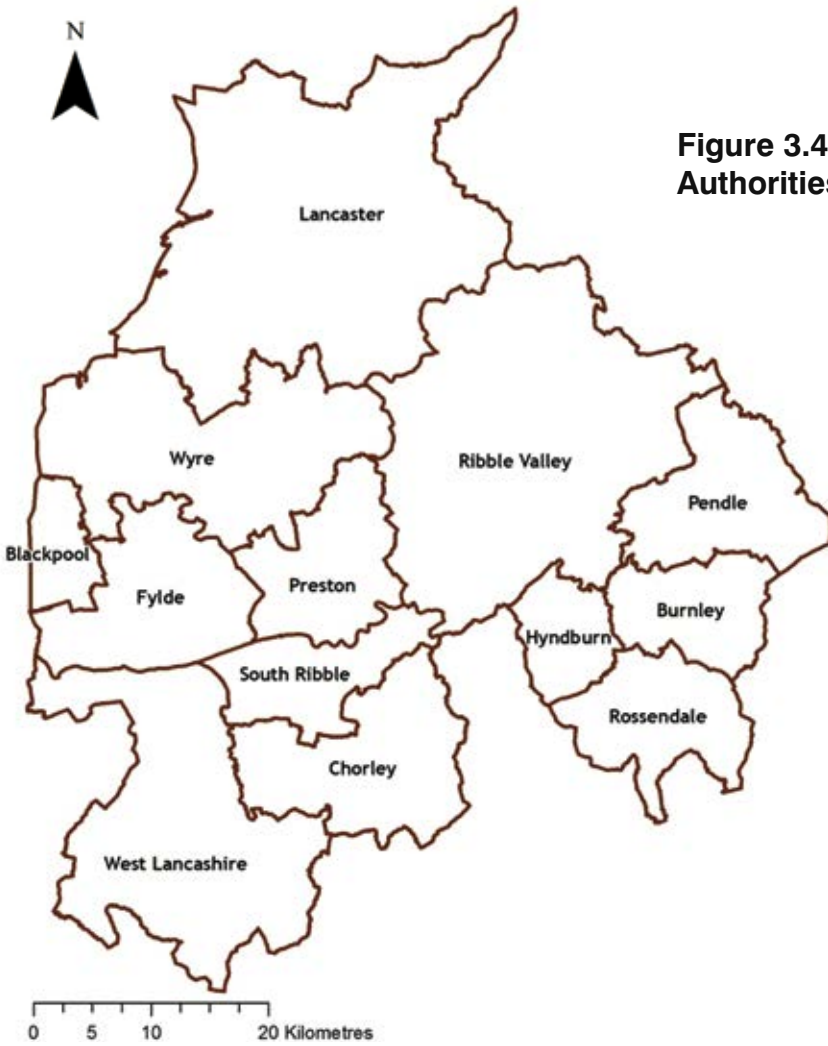 N
Figure 3.4
Authorities
Lancaster
Wyre
Ribble Valley
Pendle
Blackpool
Fylde
Preston
Burnley
Hyndburn
South Ribble
Rossendale
Chorley
West Lancashire
0 5 10 20 Kilometres